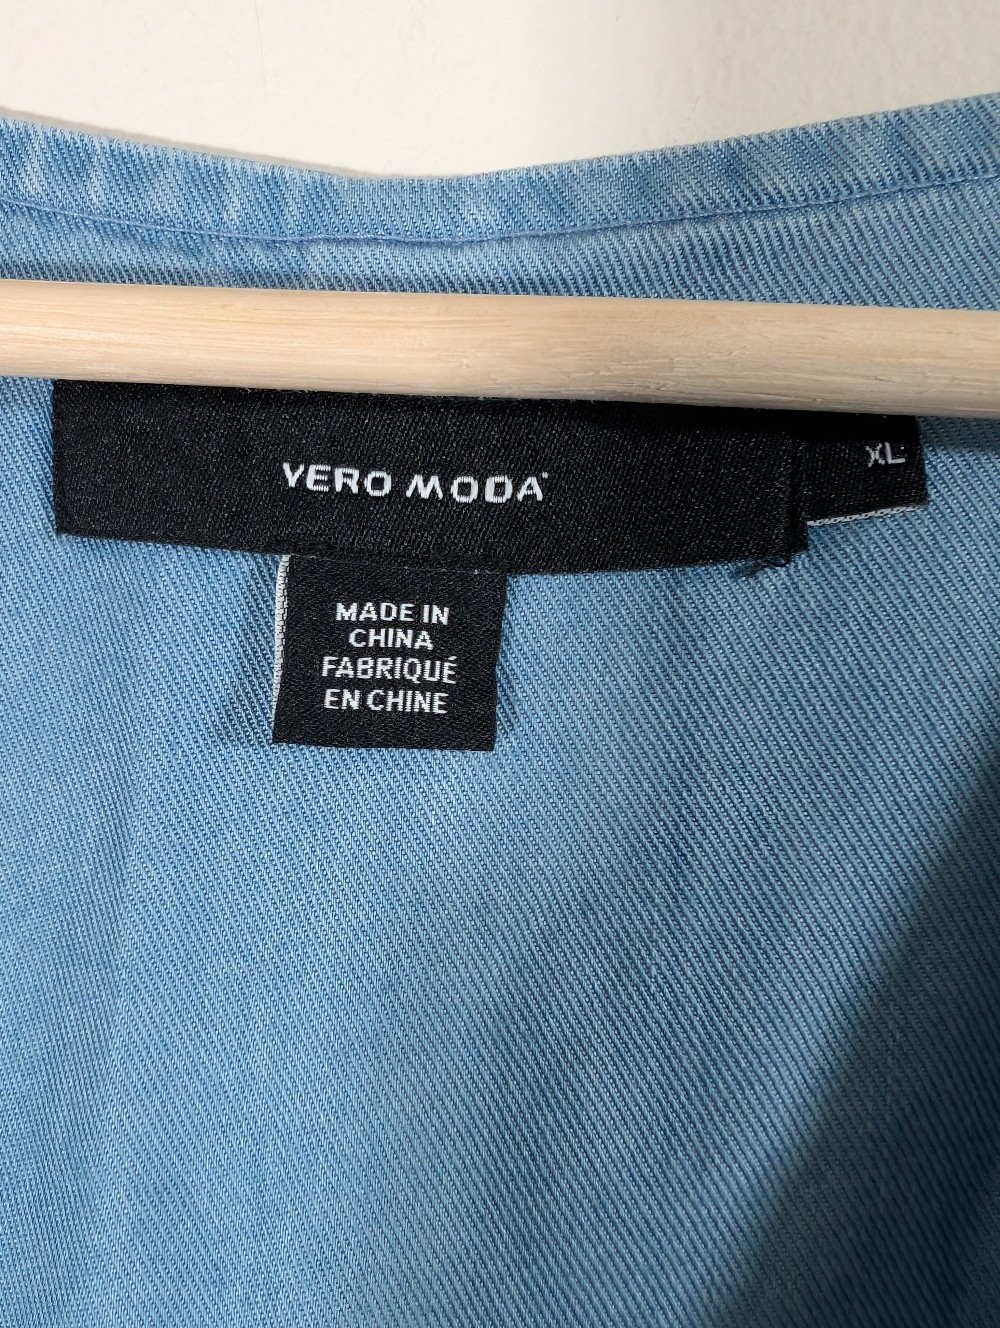 VERO MODA®
XL
MADE IN
CHINA
FABRIQUÉ
EN CHINE